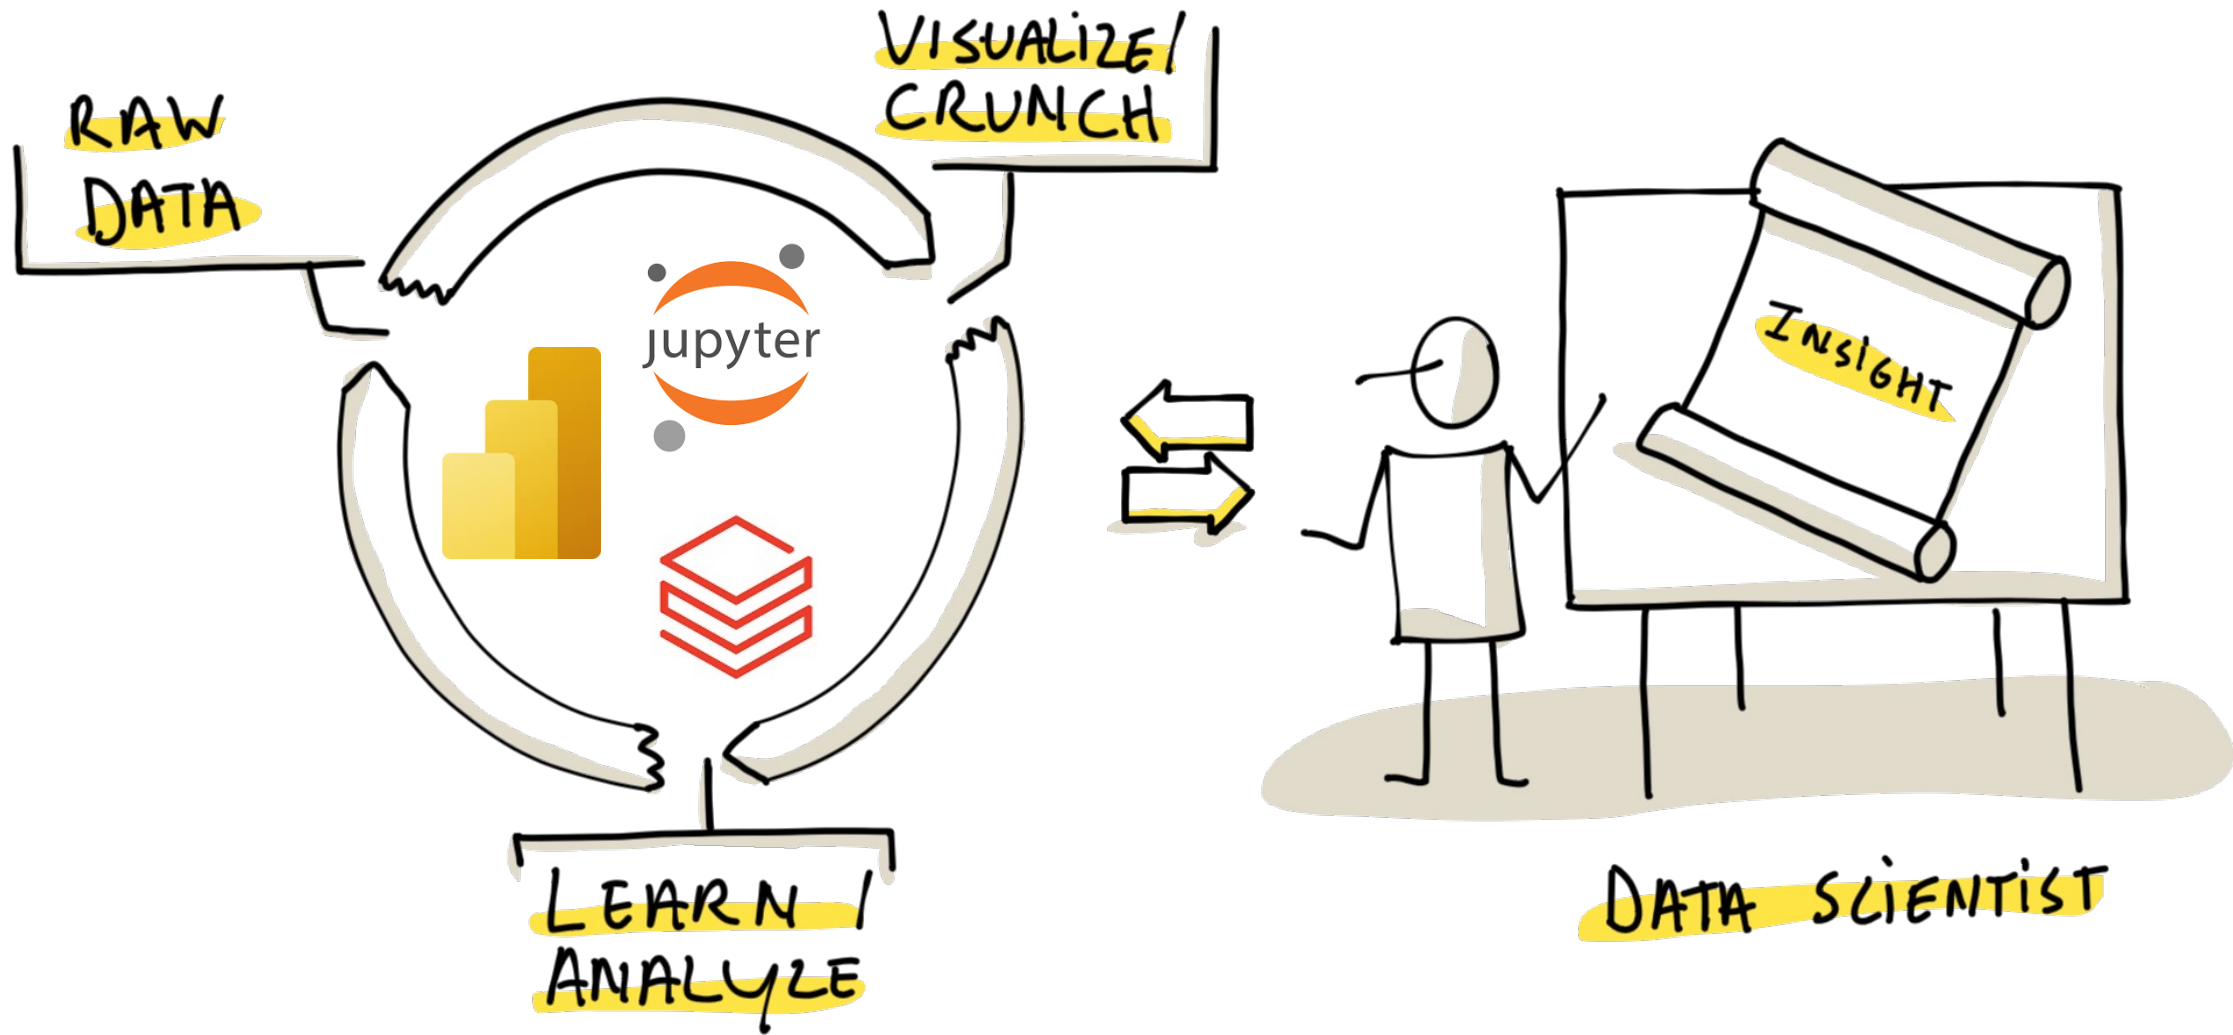 RAW
DATA
VISUALIZE/
CRUNCH
jupyter
INSIGHT
LEARN /
ANALYZE
DATA SCIENTIST